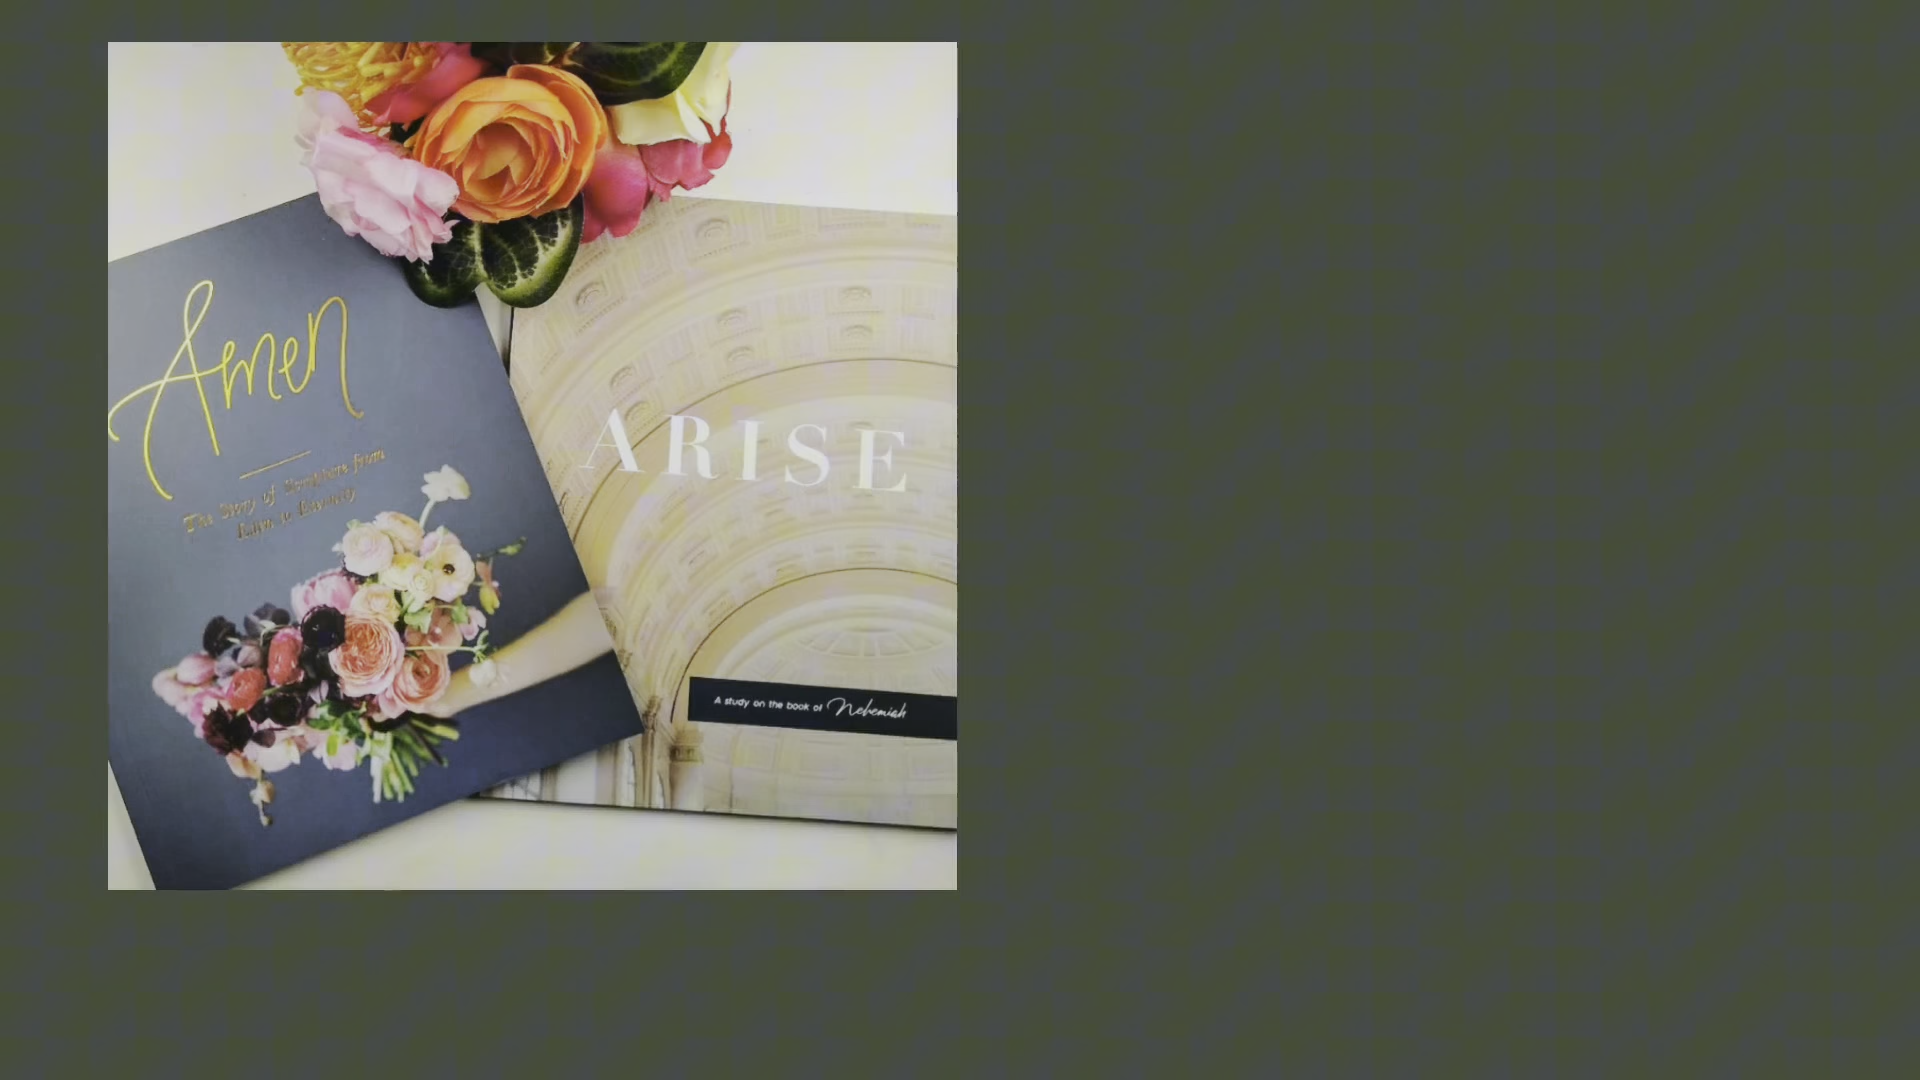 Amen
The Story of Scripture from
Eden to Eternity
ARISE
A study on the book of Nehemiah